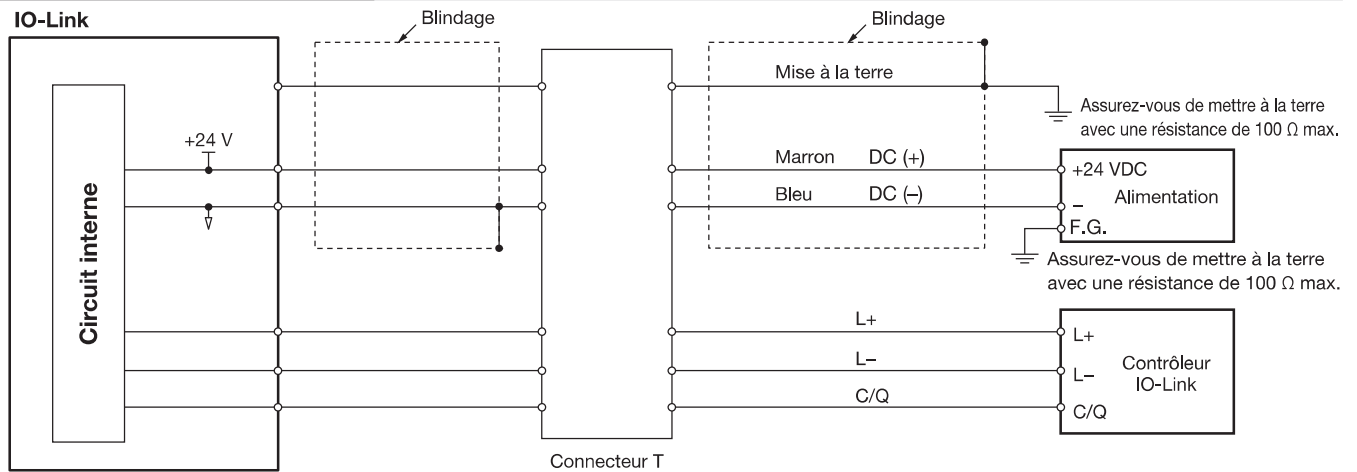 IO-Link
Blindage
Blindage
Mise à la terre
Assurez-vous de mettre à la terre
avec une résistance de 100 Ω max.
+24 V
Marron DC (+)
+24 VDC
Bleu DC (–)
–
Alimentation
F.G.
Assurez-vous de mettre à la terre
avec une résistance de 100 Ω max.
Circuit interne
L+
L+
L–
L–
Contrôleur
IO-Link
C/Q
C/Q
Connecteur T